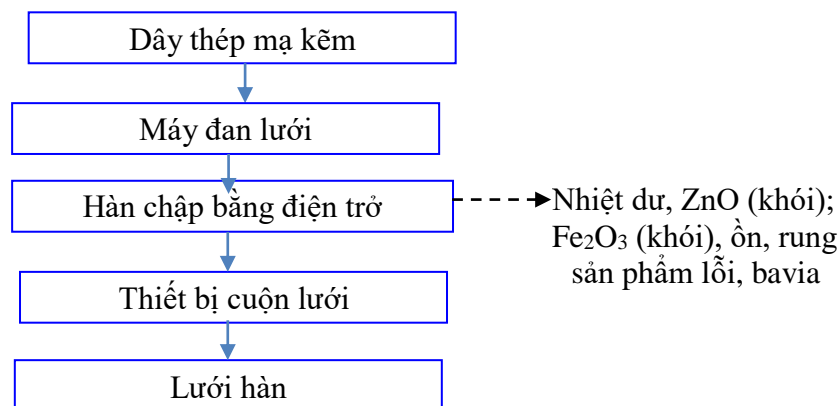 Dây thép mạ kẽm
Máy đan lưới
Hàn chập bằng điện trở
Nhiệt dư, ZnO (khói);
Fe₂O₃ (khói), ồn, rung
sản phẩm lỗi, bavia
Thiết bị cuộn lưới
Lưới hàn